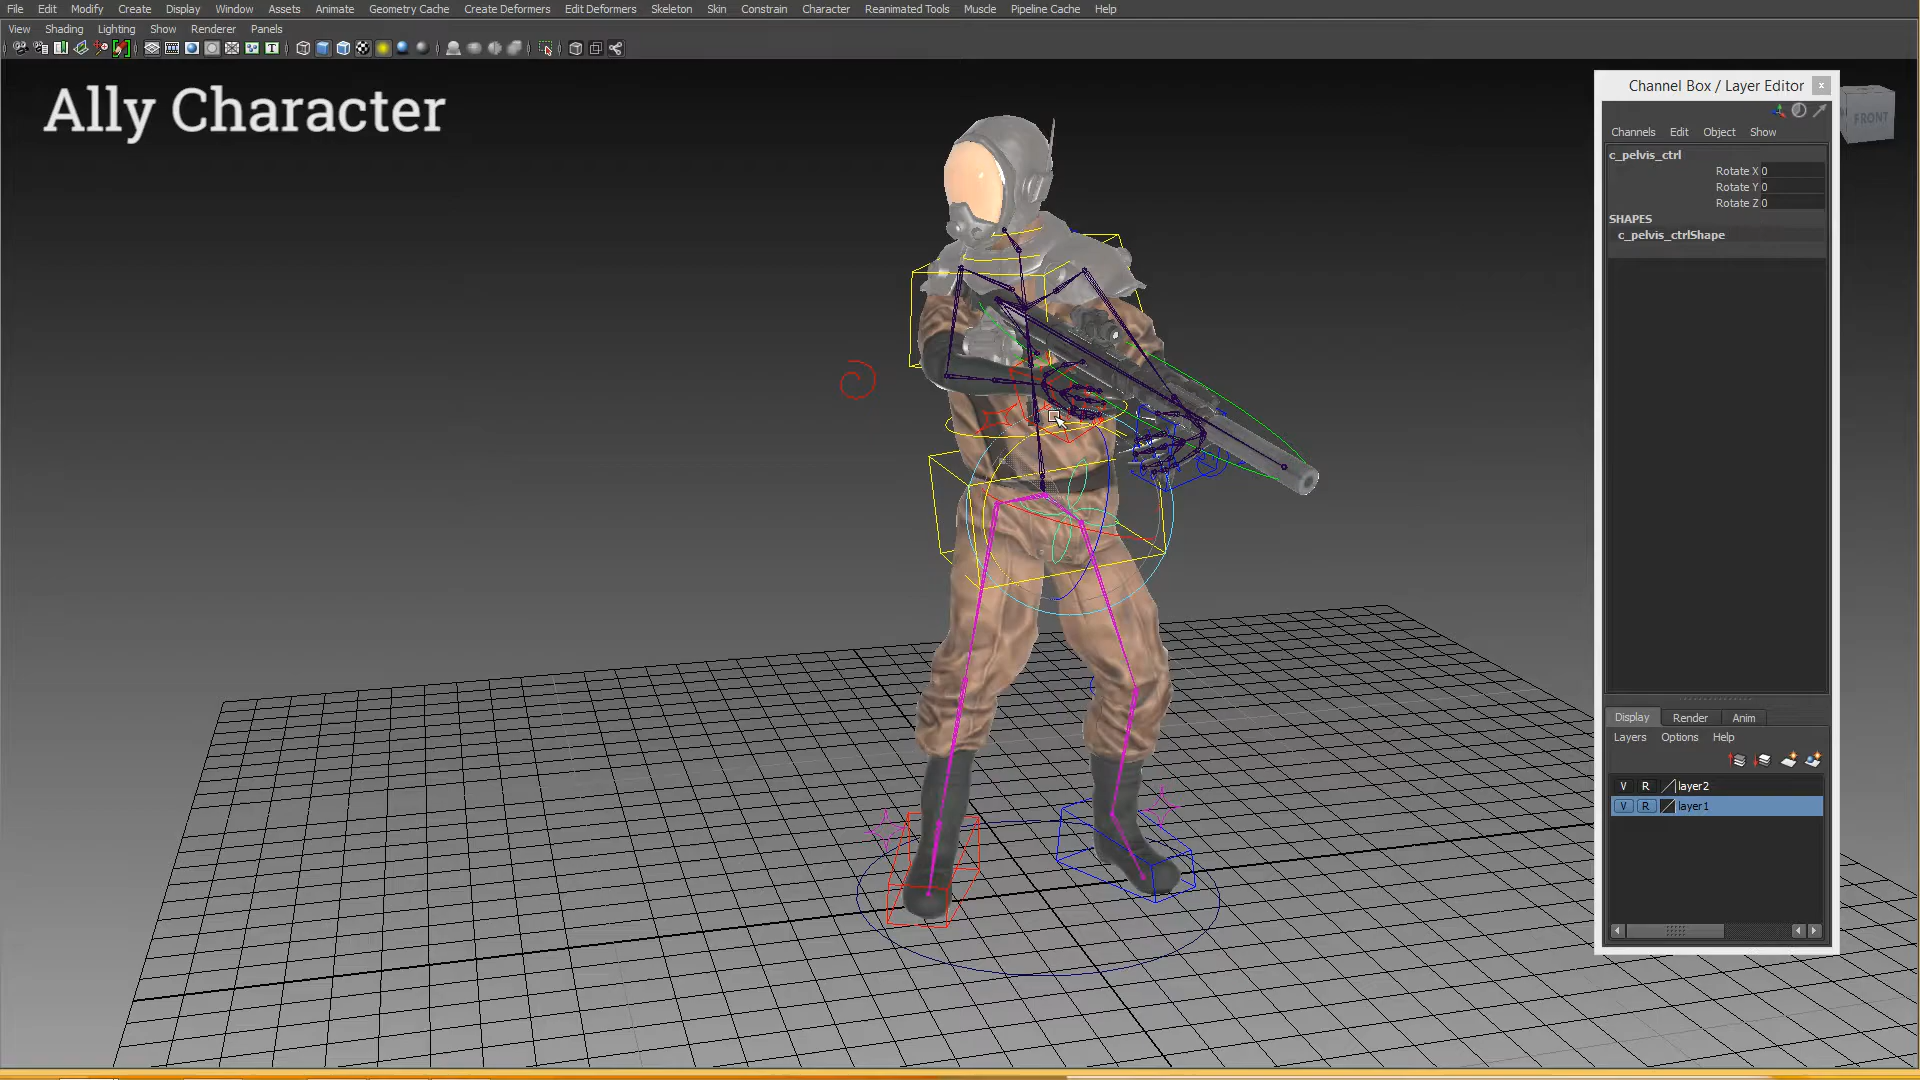 File Edit Modify Create Display Window Assets Animate Geometry Cache Create Deformers Edit Deformers Skeleton Skin Constrain Character Reanimated Tools Muscle Pipeline Cache Help
View Shading Lighting Show Renderer Panels
Ally Character
Channel Box / Layer Editor
FRONT
Channels Edit Object Show
c_pelvis_ctrl
Rotate X 0
Rotate Y 0
Rotate Z 0
SHAPES
c_pelvis_ctrlShape
Display Render Anim
Layers Options Help
V R layer2
V R layer1